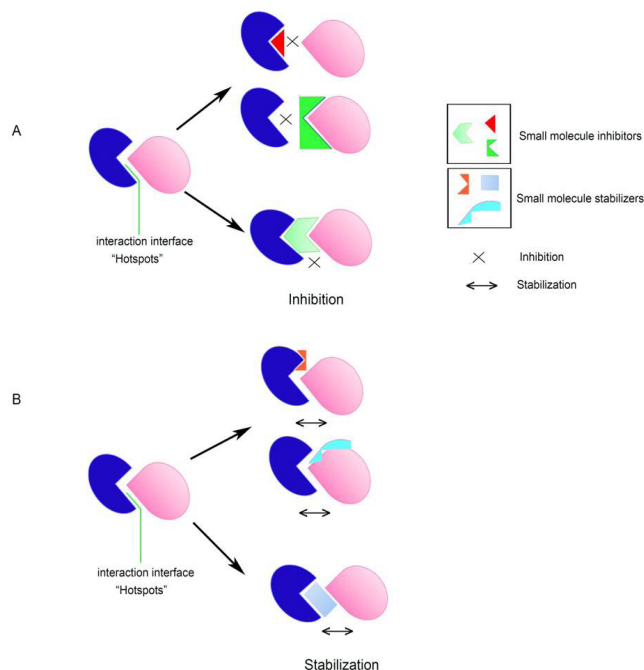 A
interaction interface
“Hotspots”
Inhibition
Small molecule inhibitors
Small molecule stabilizers
Inhibition
Stabilization
B
interaction interface
“Hotspots”
Stabilization